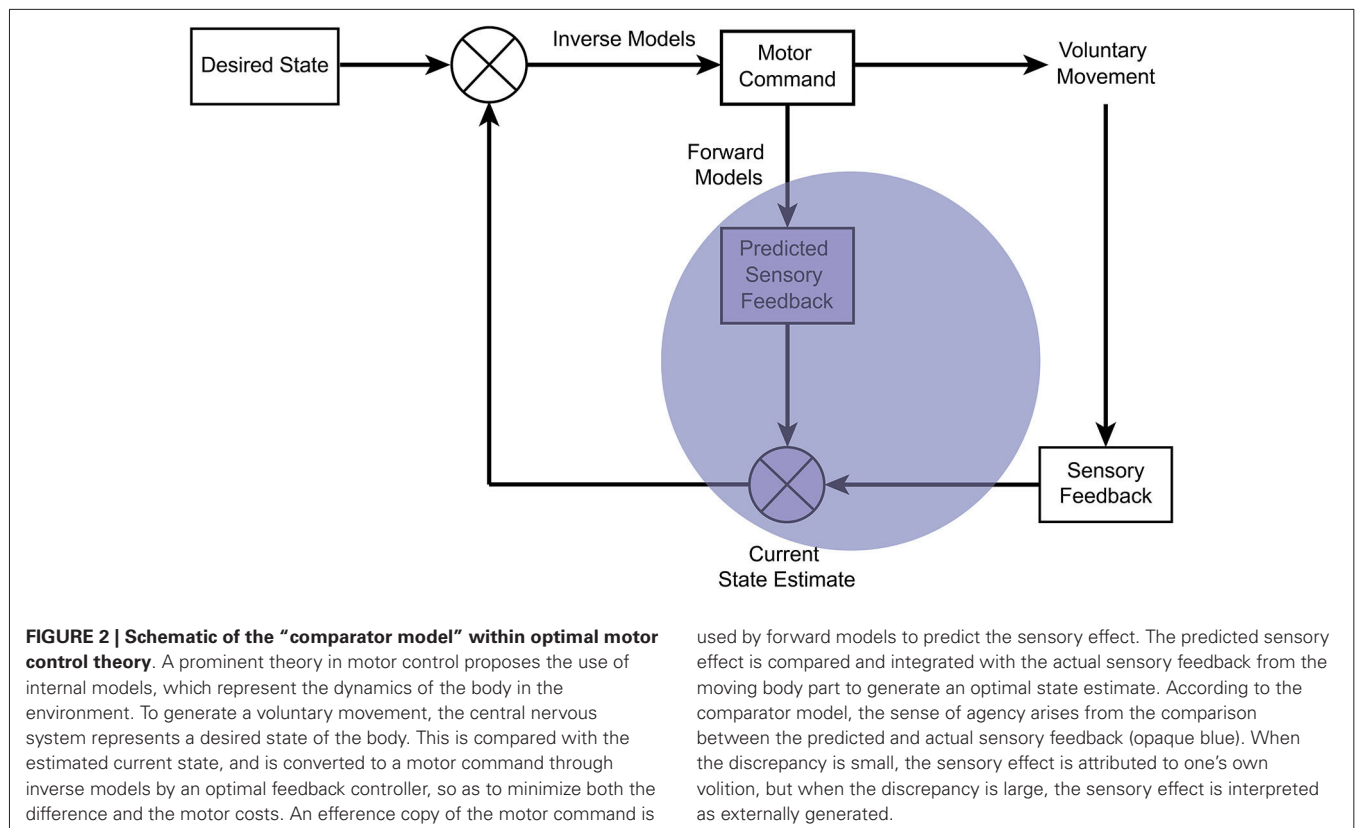 Desired State
Inverse Models
Motor
Command
Voluntary
Movement
Forward
Models
Predicted
Sensory
Feedback
Sensory
Feedback
Current
State Estimate
FIGURE 2 | Schematic of the “comparator model” within optimal motor
control theory. A prominent theory in motor control proposes the use of
internal models, which represent the dynamics of the body in the
environment. To generate a voluntary movement, the central nervous
system represents a desired state of the body. This is compared with the
estimated current state, and is converted to a motor command through
inverse models by an optimal feedback controller, so as to minimize both the
difference and the motor costs. An efference copy of the motor command is
used by forward models to predict the sensory effect. The predicted sensory
effect is compared and integrated with the actual sensory feedback from the
moving body part to generate an optimal state estimate. According to the
comparator model, the sense of agency arises from the comparison
between the predicted and actual sensory feedback (opaque blue). When
the discrepancy is small, the sensory effect is attributed to one’s own
volition, but when the discrepancy is large, the sensory effect is interpreted
as externally generated.